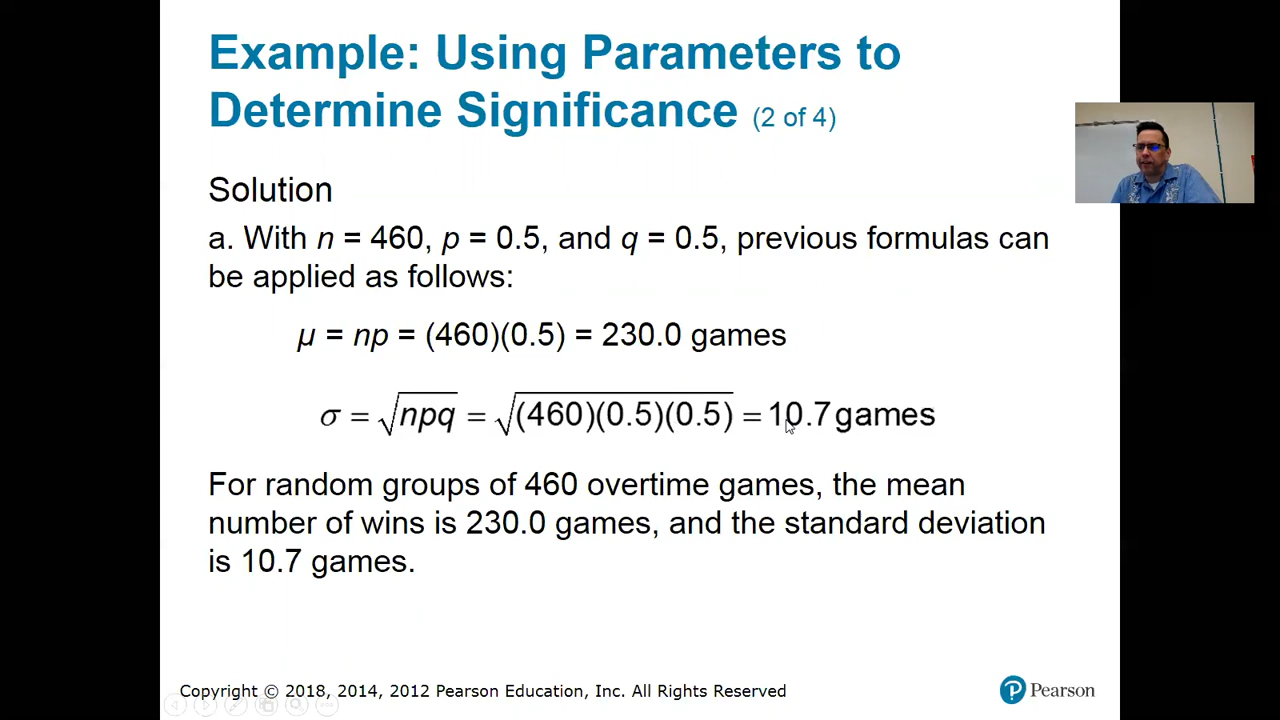 Example: Using Parameters to
Determine Significance (2 of 4)
Solution
a. With n = 460, p = 0.5, and q = 0.5, previous formulas can
be applied as follows:
μ = np = (460)(0.5) = 230.0 games
σ = √npq = √(460)(0.5)(0.5) = 10.7 games
For random groups of 460 overtime games, the mean
number of wins is 230.0 games, and the standard deviation
is 10.7 games.
Copyright © 2018, 2014, 2012 Pearson Education, Inc. All Rights Reserved
P Pearson